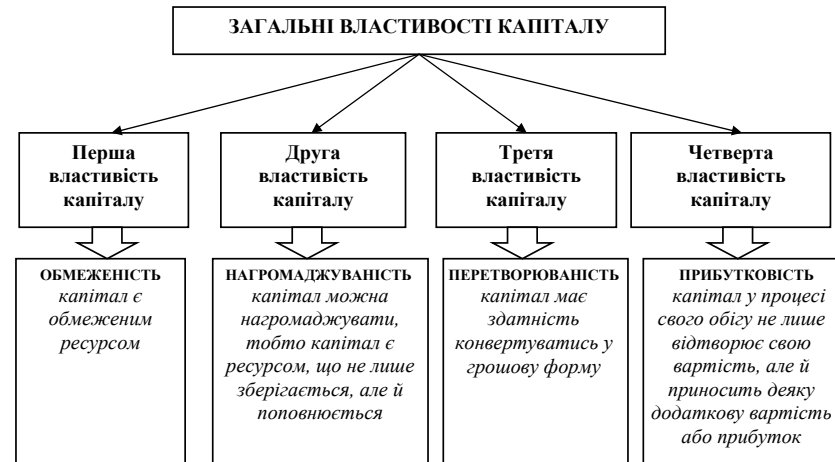 ЗАГАЛЬНІ ВЛАСТИВОСТІ КАПІТАЛУ
Перша
властивість
капіталу
Друга
властивість
капіталу
Третя
властивість
капіталу
Четверта
властивість
капіталу
ОБМЕЖЕНІСТЬ
капітал є
обмеженим
ресурсом
НАГРОМАДЖУВАНІСТЬ
капітал можна
нагромаджувати,
тобто капітал є
ресурсом, що не лише
зберігається, але й
поповнюється
ПЕРЕТВОРЮВАНІСТЬ
капітал має
здатність
конвертуватись у
грошову форму
ПРИБУТКОВІСТЬ
капітал у процесі
свого обігу не лише
відтворює свою
вартість, але й
приносить деяку
додаткову вартість
або прибуток